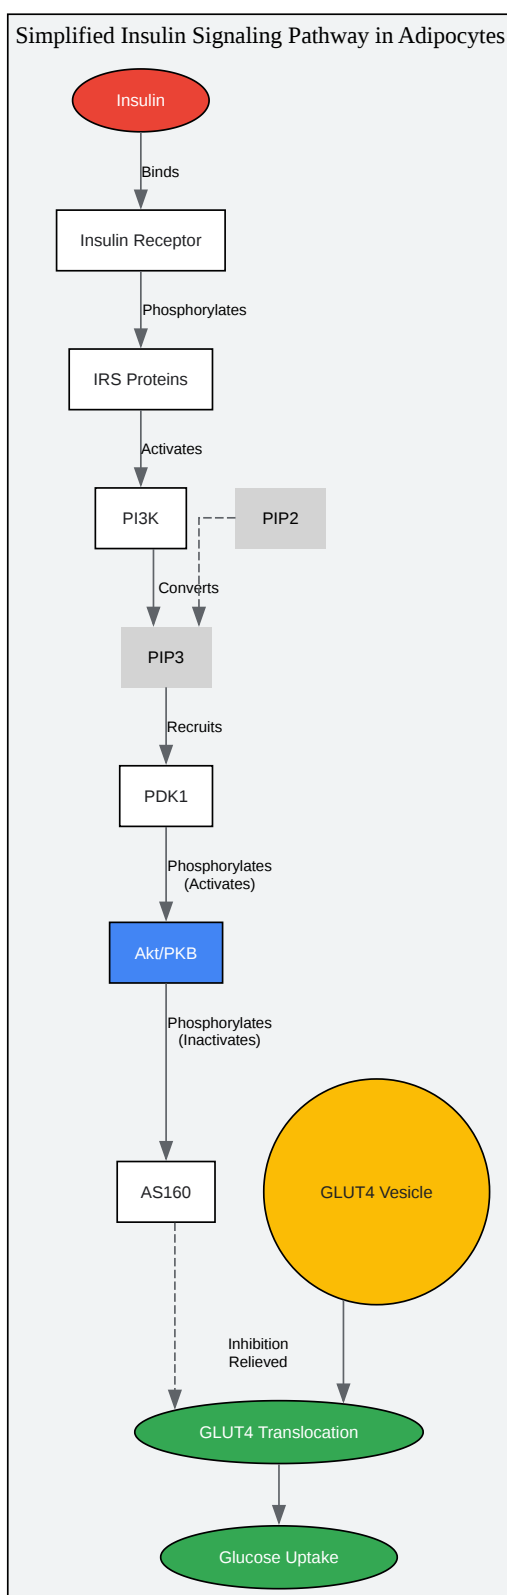 Simplified Insulin Signaling Pathway in Adipocytes
Insulin
Binds
Insulin Receptor
Phosphorylates
IRS Proteins
Activates
PI3K
PIP2
Converts
PIP3
Recruits
PDK1
Phosphorylates
(Activates)
Akt/PKB
Phosphorylates
(Inactivates)
AS160
GLUT4 Vesicle
Inhibition
Relieved
GLUT4 Translocation
Glucose Uptake